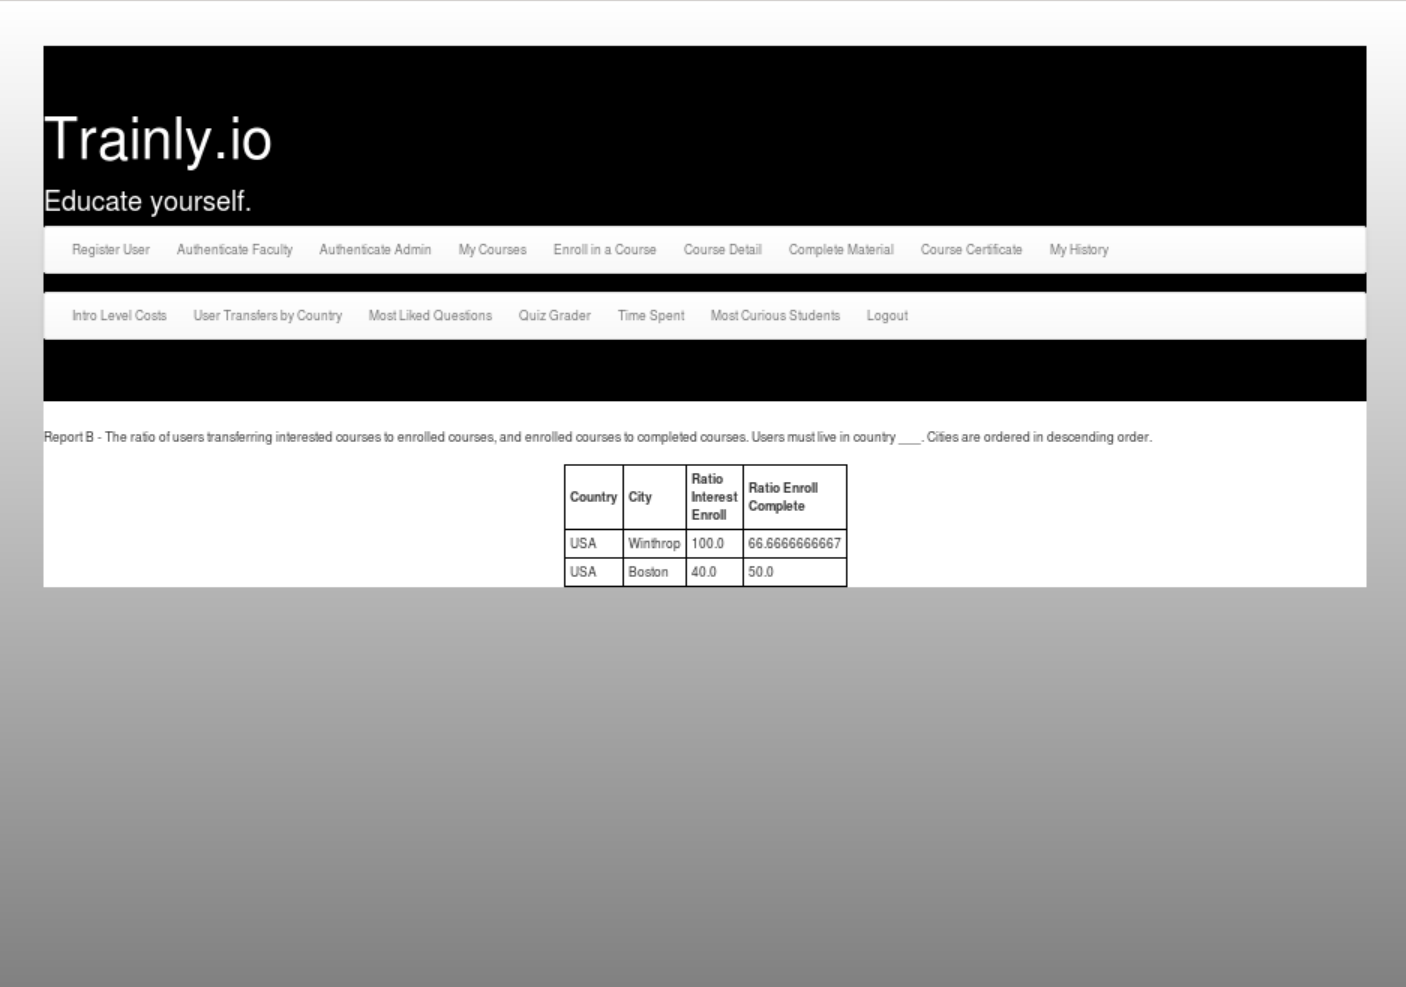 Trainly.io
Educate yourself.
Register User Authenticate Faculty Authenticate Admin My Courses Enroll in a Course Course Detail Complete Material Course Certificate My History
Intro Level Costs User Transfers by Country Most Liked Questions Quiz Grader Time Spent Most Curious Students Logout
Report B - The ratio of users transferring interested courses to enrolled courses, and enrolled courses to completed courses. Users must live in country ___. Cities are ordered in descending order.
Country City Ratio Interest Enroll Ratio Enroll Complete
USA Winthrop 100.0 66.6666666667
USA Boston 40.0 50.0